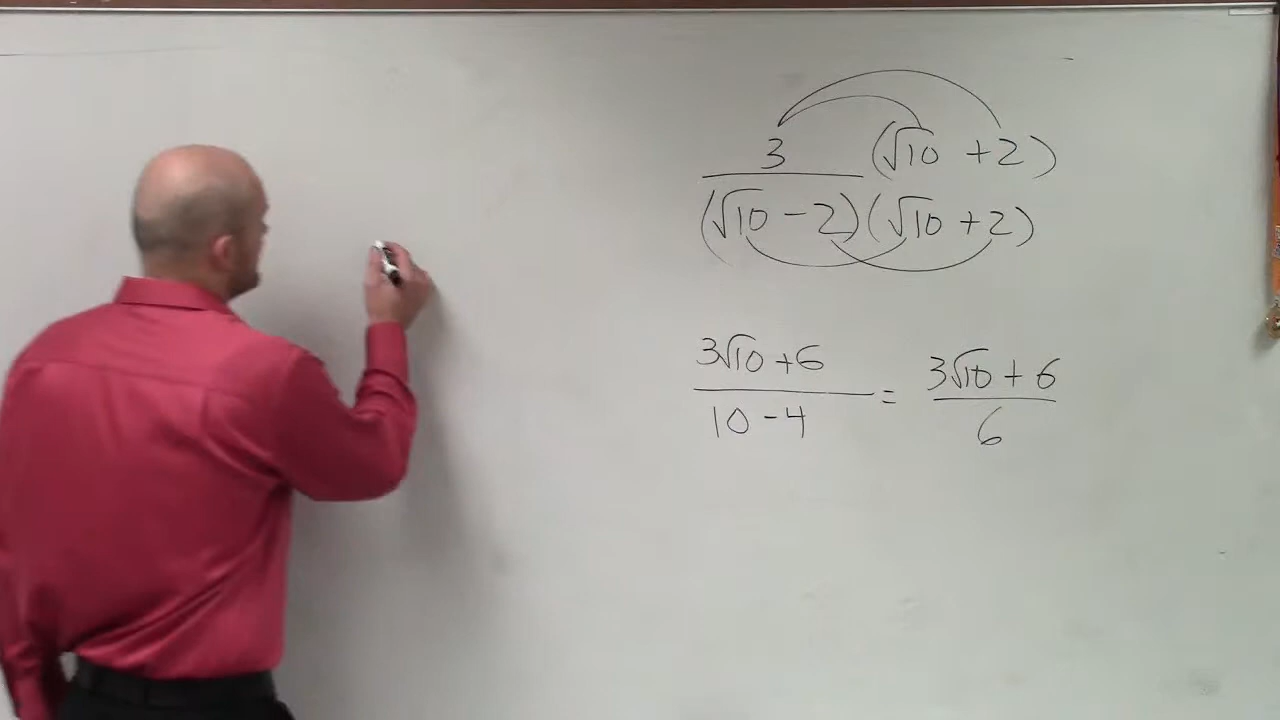 3 (√10 + 2)
(√10 - 2)(√10 + 2)
3√10 + 6 = 3√10 + 6
10 - 4 6